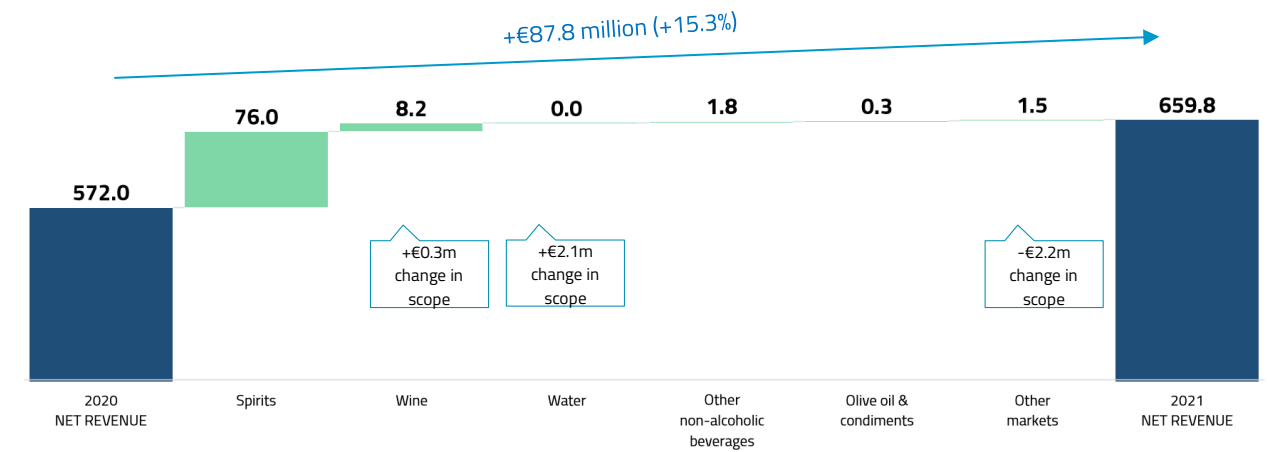 +€87.8 million (+15.3%)
572.0
76.0
8.2
0.0
1.8
0.3
1.5
659.8
+€0.3m
change in
scope
+€2.1m
change in
scope
-€2.2m
change in
scope
2020
NET REVENUE
Spirits
Wine
Water
Other
non-alcoholic
beverages
Olive oil &
condiments
Other
markets
2021
NET REVENUE